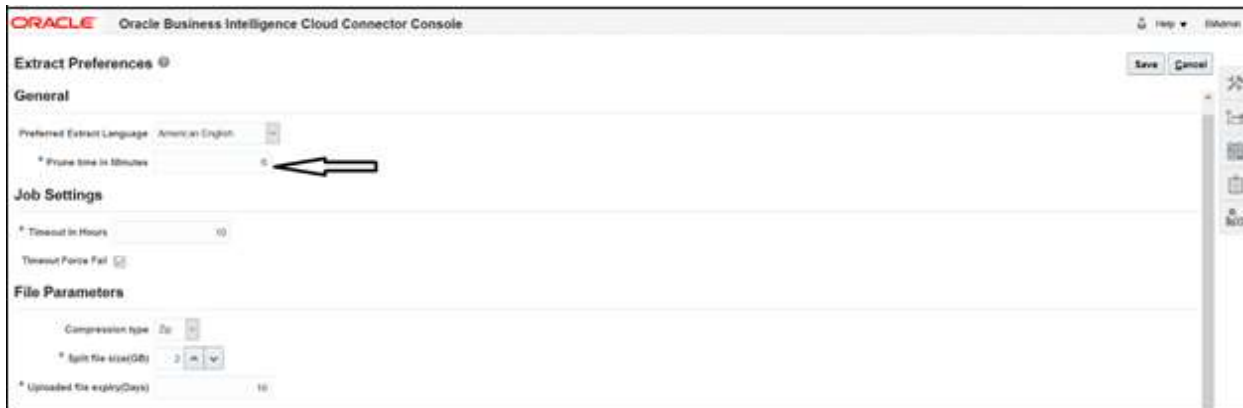 ORACLE Oracle Business Intelligence Cloud Connector Console Help
Extract Preferences
Save Cancel
General
Preferred Extract Language American English
* Prune time in Minutes 0
Job Settings
* Timeout in Hours 10
Timeout Force Fail
File Parameters
Compression type Zip
* Split file size(GB) 2
* Uploaded file expiry(Days) 10